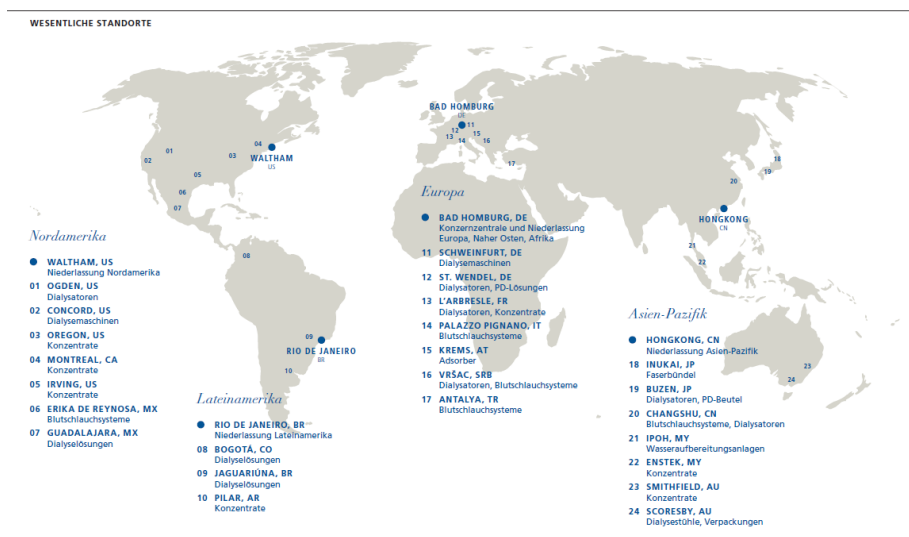 WESENTLICHE STANDORTE
BAD HOMBURG
DE
11
12
13
14
15
16
17
04
01
02
03
WALTHAM
US
05
06
07
18
19
20
HONGKONG
CN
21
22
08
09
RIO DE JANEIRO
BR
10
23
24
Nordamerika
WALTHAM, US
Niederlassung Nordamerika
01 OGDEN, US
Dialysatoren
02 CONCORD, US
Dialysemaschinen
03 OREGON, US
Konzentrate
04 MONTREAL, CA
Konzentrate
05 IRVING, US
Konzentrate
06 ERIKA DE REYNOSA, MX
Blutschlauchsysteme
07 GUADALAJARA, MX
Dialyselösungen
Lateinamerika
RIO DE JANEIRO, BR
Niederlassung Lateinamerika
08 BOGOTÁ, CO
Dialyselösungen
09 JAGUARIÚNA, BR
Dialyselösungen
10 PILAR, AR
Konzentrate
Europa
BAD HOMBURG, DE
Konzernzentrale und Niederlassung
Europa, Naher Osten, Afrika
11 SCHWEINFURT, DE
Dialysemaschinen
12 ST. WENDEL, DE
Dialysatoren, PD-Lösungen
13 L'ARBRESLE, FR
Dialysatoren, Konzentrate
14 PALAZZO PIGNANO, IT
Blutschlauchsysteme
15 KREMS, AT
Adsorber
16 VRŠAC, SRB
Dialysatoren, Blutschlauchsysteme
17 ANTALYA, TR
Blutschlauchsysteme
Asien-Pazifik
HONGKONG, CN
Niederlassung Asien-Pazifik
18 INUKAI, JP
Faserbündel
19 BUZEN, JP
Dialysatoren, PD-Beutel
20 CHANGSHU, CN
Blutschlauchsysteme, Dialysatoren
21 IPOH, MY
Wasseraufbereitungsanlagen
22 ENSTEK, MY
Konzentrate
23 SMITHFIELD, AU
Konzentrate
24 SCORESBY, AU
Dialysestühle, Verpackungen